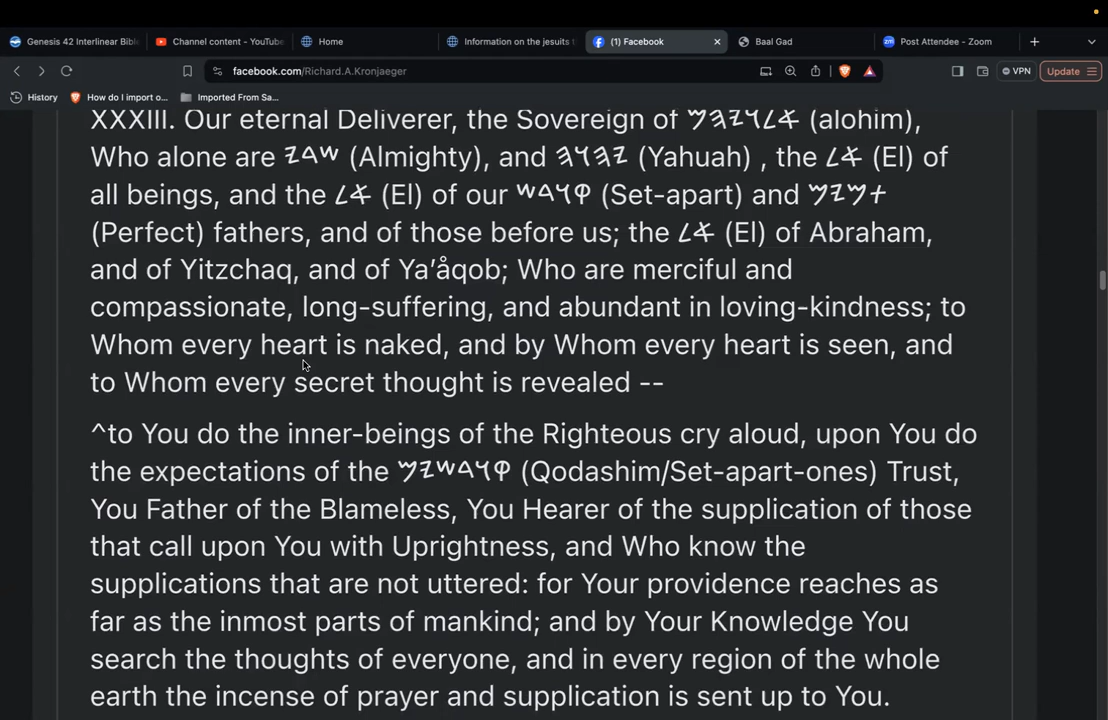 Genesis 42 Interlinear Bibl
Channel content - YouTube
Home
Information on the jesuits t
(1) Facebook
Baal Gad
Post Attendee - Zoom
facebook.com/Richard.A.Kronjaeger
VPN
Update
History
How do I import o...
Imported From Sa...
XXXIII. Our eternal Deliverer, the Sovereign of (alohim),
Who alone are 𐤔𐤃𐤉 (Almighty), and 𐤉𐤄𐤅𐤄 (Yahuah) , the 𐤀𐤋 (El) of
all beings, and the 𐤀𐤋 (El) of our 𐤒𐤅𐤃𐤔 (Set-apart) and 𐤕𐤌𐤉𐤌
(Perfect) fathers, and of those before us; the 𐤀𐤋 (El) of Abraham,
and of Yitzchaq, and of Ya’åqob; Who are merciful and
compassionate, long-suffering, and abundant in loving-kindness; to
Whom every heart is naked, and by Whom every heart is seen, and
to Whom every secret thought is revealed --
^to You do the inner-beings of the Righteous cry aloud, upon You do
the expectations of the 𐤒𐤅𐤃𐤔𐤉𐤌 (Qodashim/Set-apart-ones) Trust,
You Father of the Blameless, You Hearer of the supplication of those
that call upon You with Uprightness, and Who know the
supplications that are not uttered: for Your providence reaches as
far as the inmost parts of mankind; and by Your Knowledge You
search the thoughts of everyone, and in every region of the whole
earth the incense of prayer and supplication is sent up to You.